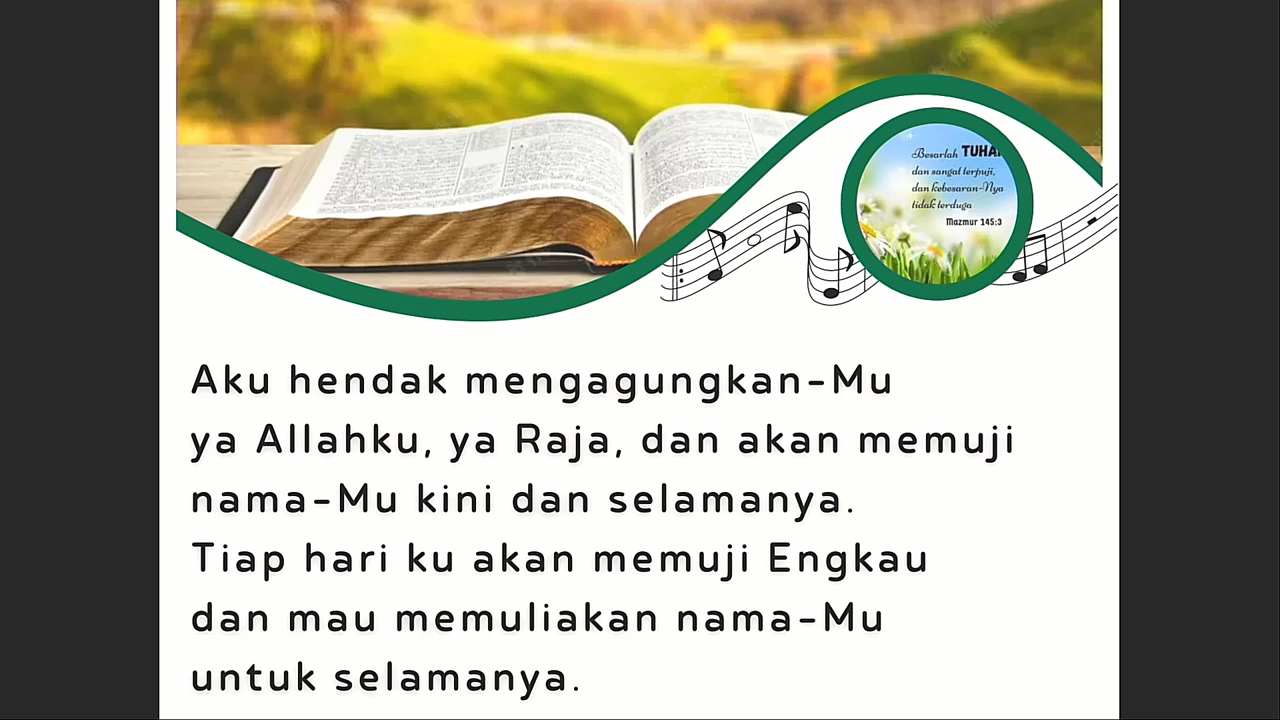 Besarlah TUHA
dan sangat terpuji,
dan kebesaran-Nya
tidak terduga
Mazmur 145:3
Aku hendak mengagungkan-Mu
ya Allahku, ya Raja, dan akan memuji
nama-Mu kini dan selamanya.
Tiap hari ku akan memuji Engkau
dan mau memuliakan nama-Mu
untuk selamanya.